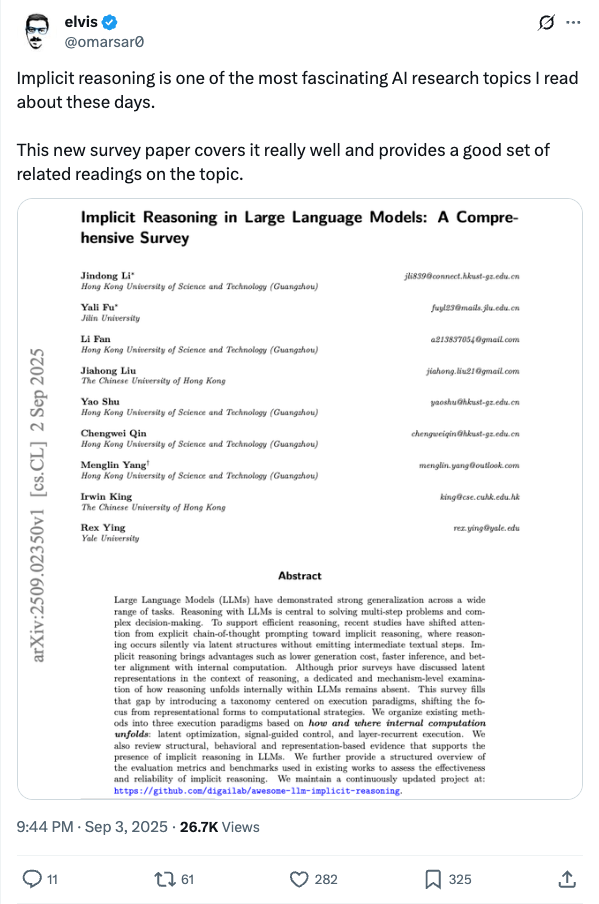 elvis
@omarsar0
Implicit reasoning is one of the most fascinating AI research topics I read
about these days.
This new survey paper covers it really well and provides a good set of
related readings on the topic.
Implicit Reasoning in Large Language Models: A Compre-
hensive Survey
Jindong Li* jli839@connect.hkust-gz.edu.cn
Hong Kong University of Science and Technology (Guangzhou)
Yali Fu* fuyl23@mails.jlu.edu.cn
Jilin University
Li Fan a213837054@gmail.com
Hong Kong University of Science and Technology (Guangzhou)
Jiahong Liu jiahong.liu21@gmail.com
The Chinese University of Hong Kong
Yao Shu yaoshu@hkust-gz.edu.cn
Hong Kong University of Science and Technology (Guangzhou)
Chengwei Qin chengweiqin@hkust-gz.edu.cn
Hong Kong University of Science and Technology (Guangzhou)
Menglin Yang† menglin.yang@outlook.com
Hong Kong University of Science and Technology (Guangzhou)
Irwin King king@cse.cuhk.edu.hk
The Chinese University of Hong Kong
Rex Ying rex.ying@yale.edu
Yale University
arXiv:2509.02350v1 [cs.CL] 2 Sep 2025
Abstract
Large Language Models (LLMs) have demonstrated strong generalization across a wide
range of tasks. Reasoning with LLMs is central to solving multi-step problems and com-
plex decision-making. To support efficient reasoning, recent studies have shifted atten-
tion from explicit chain-of-thought prompting toward implicit reasoning, where reason-
ing occurs silently via latent structures without emitting intermediate textual steps. Im-
plicit reasoning brings advantages such as lower generation cost, faster inference, and bet-
ter alignment with internal computation. Although prior surveys have discussed latent
representations in the context of reasoning, a dedicated and mechanism-level examina-
tion of how reasoning unfolds internally within LLMs remains absent. This survey fills
that gap by introducing a taxonomy centered on execution paradigms, shifting the fo-
cus from representational forms to computational strategies. We organize existing meth-
ods into three execution paradigms based on how and where internal computation
unfolds: latent optimization, signal-guided control, and layer-recurrent execution. We
also review structural, behavioral and representation-based evidence that supports the
presence of implicit reasoning in LLMs. We further provide a structured overview of
the evaluation metrics and benchmarks used in existing works to assess the effectiveness
and reliability of implicit reasoning. We maintain a continuously updated project at:
https://github.com/digailab/awesome-llm-implicit-reasoning.
9:44 PM · Sep 3, 2025 · 26.7K Views
11 61 282 325